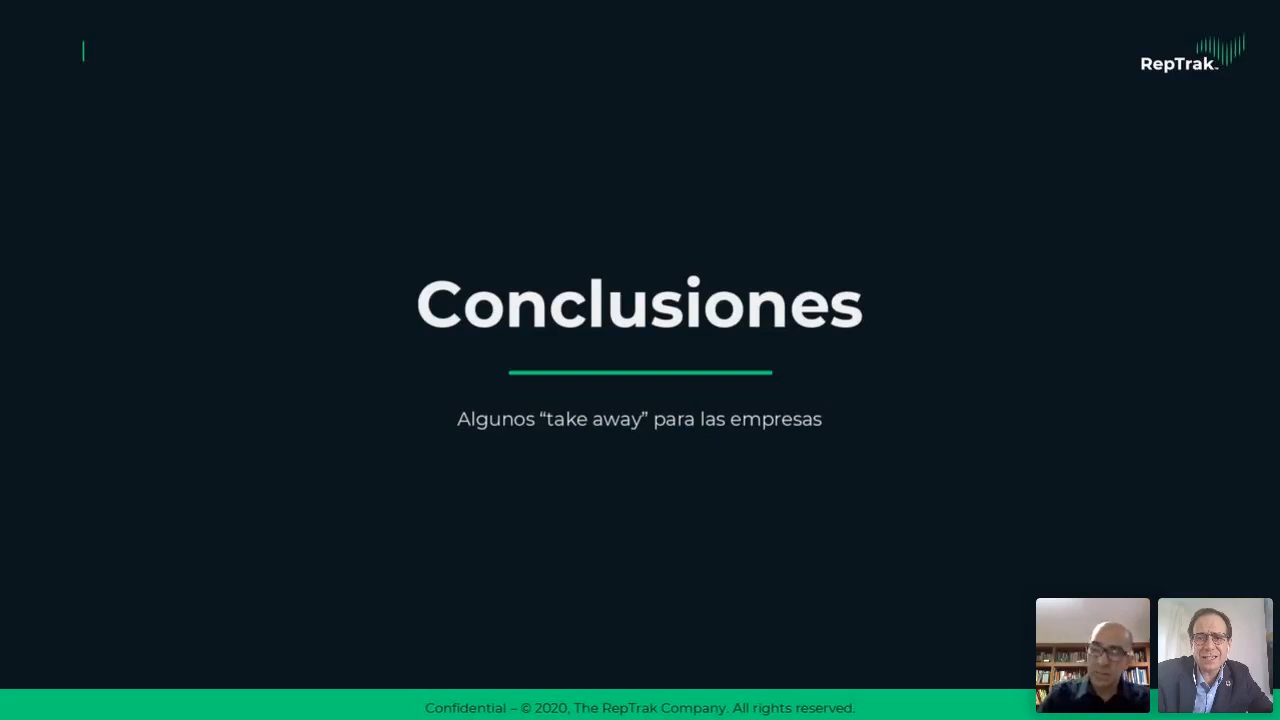 RepTrak
Conclusiones
Algunos “take away” para las empresas
Confidential – © 2020, The RepTrak Company. All rights reserved.